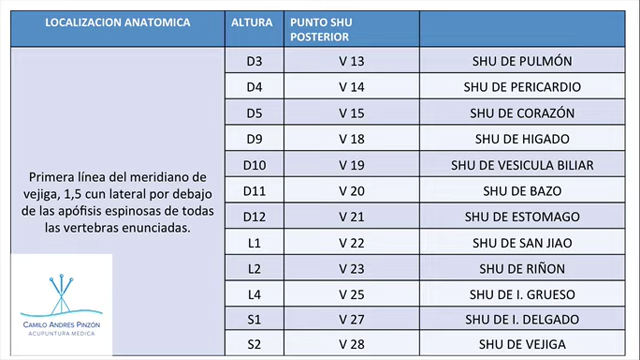 LOCALIZACION ANATOMICA ALTURA PUNTO SHU POSTERIOR
Primera línea del meridiano de
vejiga, 1,5 cun lateral por debajo
de las apófisis espinosas de todas
las vertebras enunciadas.
D3 V 13 SHU DE PULMÓN
D4 V 14 SHU DE PERICARDIO
D5 V 15 SHU DE CORAZÓN
D9 V 18 SHU DE HIGADO
D10 V 19 SHU DE VESICULA BILIAR
D11 V 20 SHU DE BAZO
D12 V 21 SHU DE ESTOMAGO
L1 V 22 SHU DE SAN JIAO
L2 V 23 SHU DE RIÑON
L4 V 25 SHU DE I. GRUESO
S1 V 27 SHU DE I. DELGADO
S2 V 28 SHU DE VEJIGA
CAMILO ANDRES PINZON
ACUPUNTURA MÉDICA